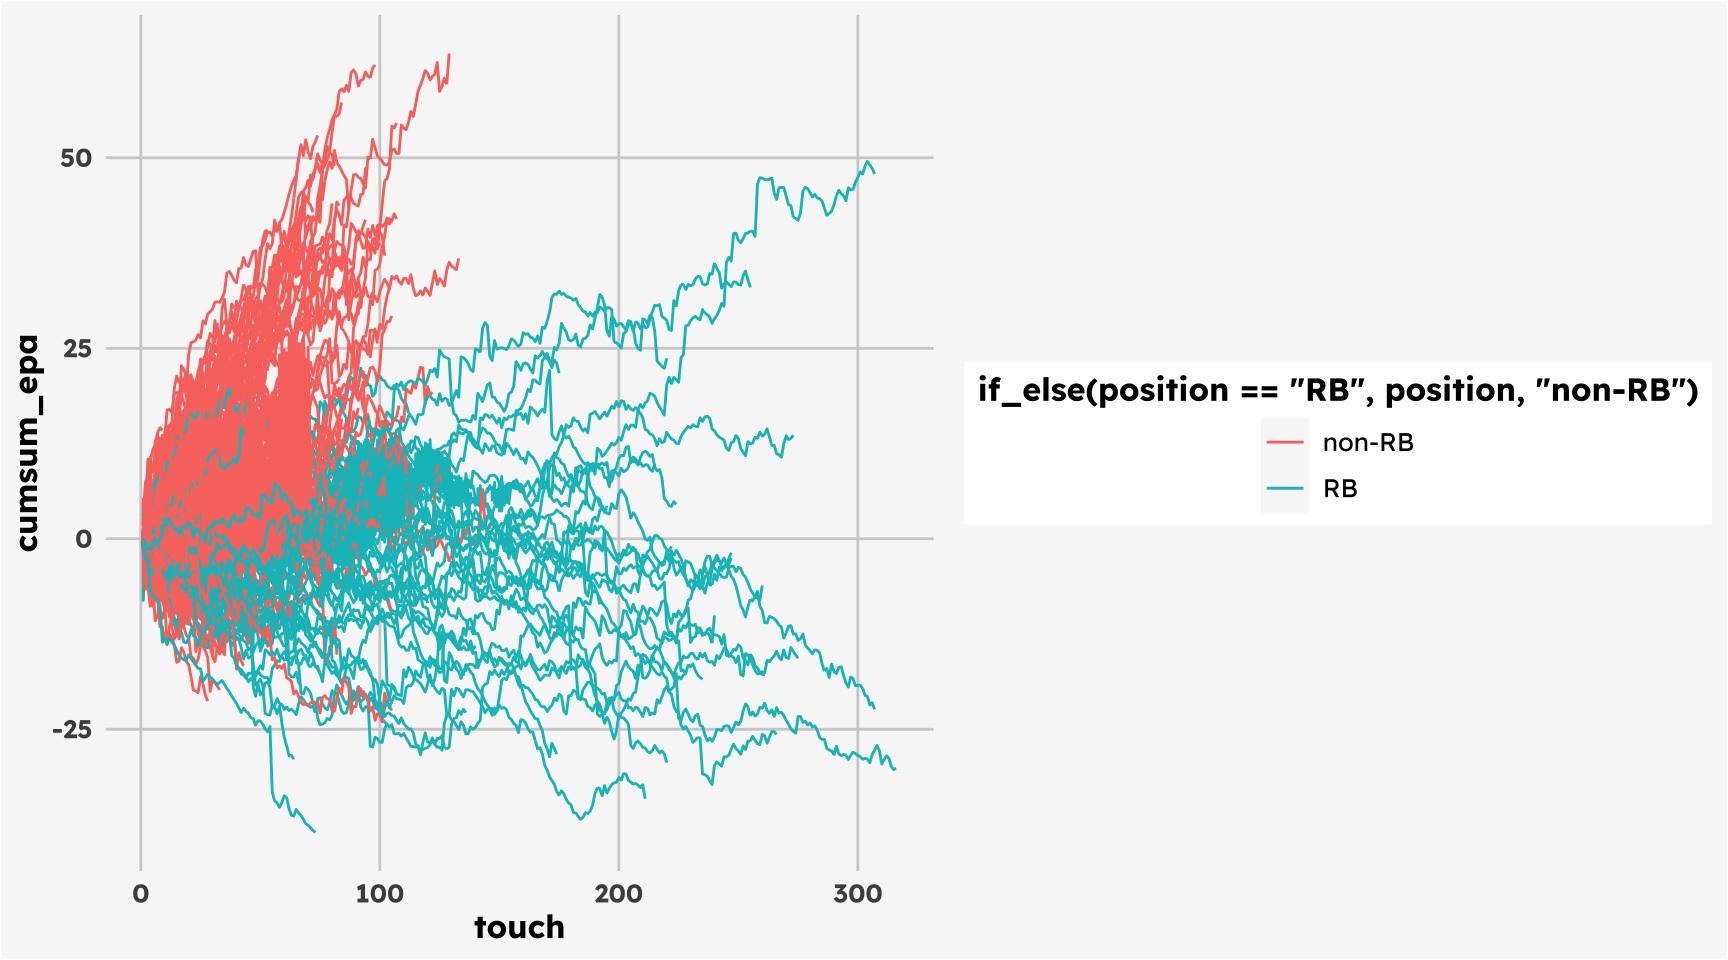 50
25
0
-25
cumsum_epa
0 100 200 300
touch
if_else(position == "RB", position, "non-RB")
non-RB
RB